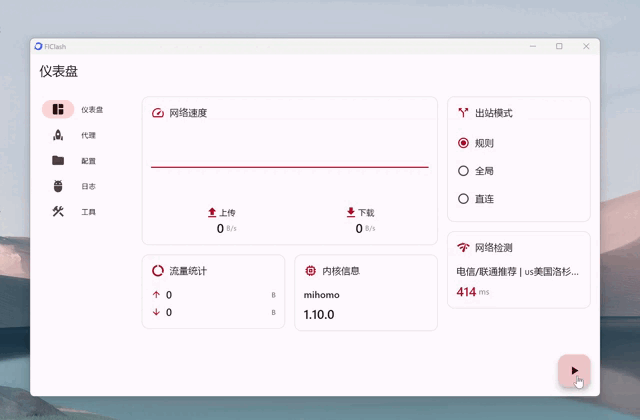 FlClash
仪表盘
仪表盘
代理
配置
日志
工具
网络速度
上传
0 B/s
下载
0 B/s
流量统计
0 B
0 B
内核信息
mihomo
1.10.0
出站模式
规则
全局
直连
网络检测
电信/联通推荐 | us美国洛杉...
414 ms